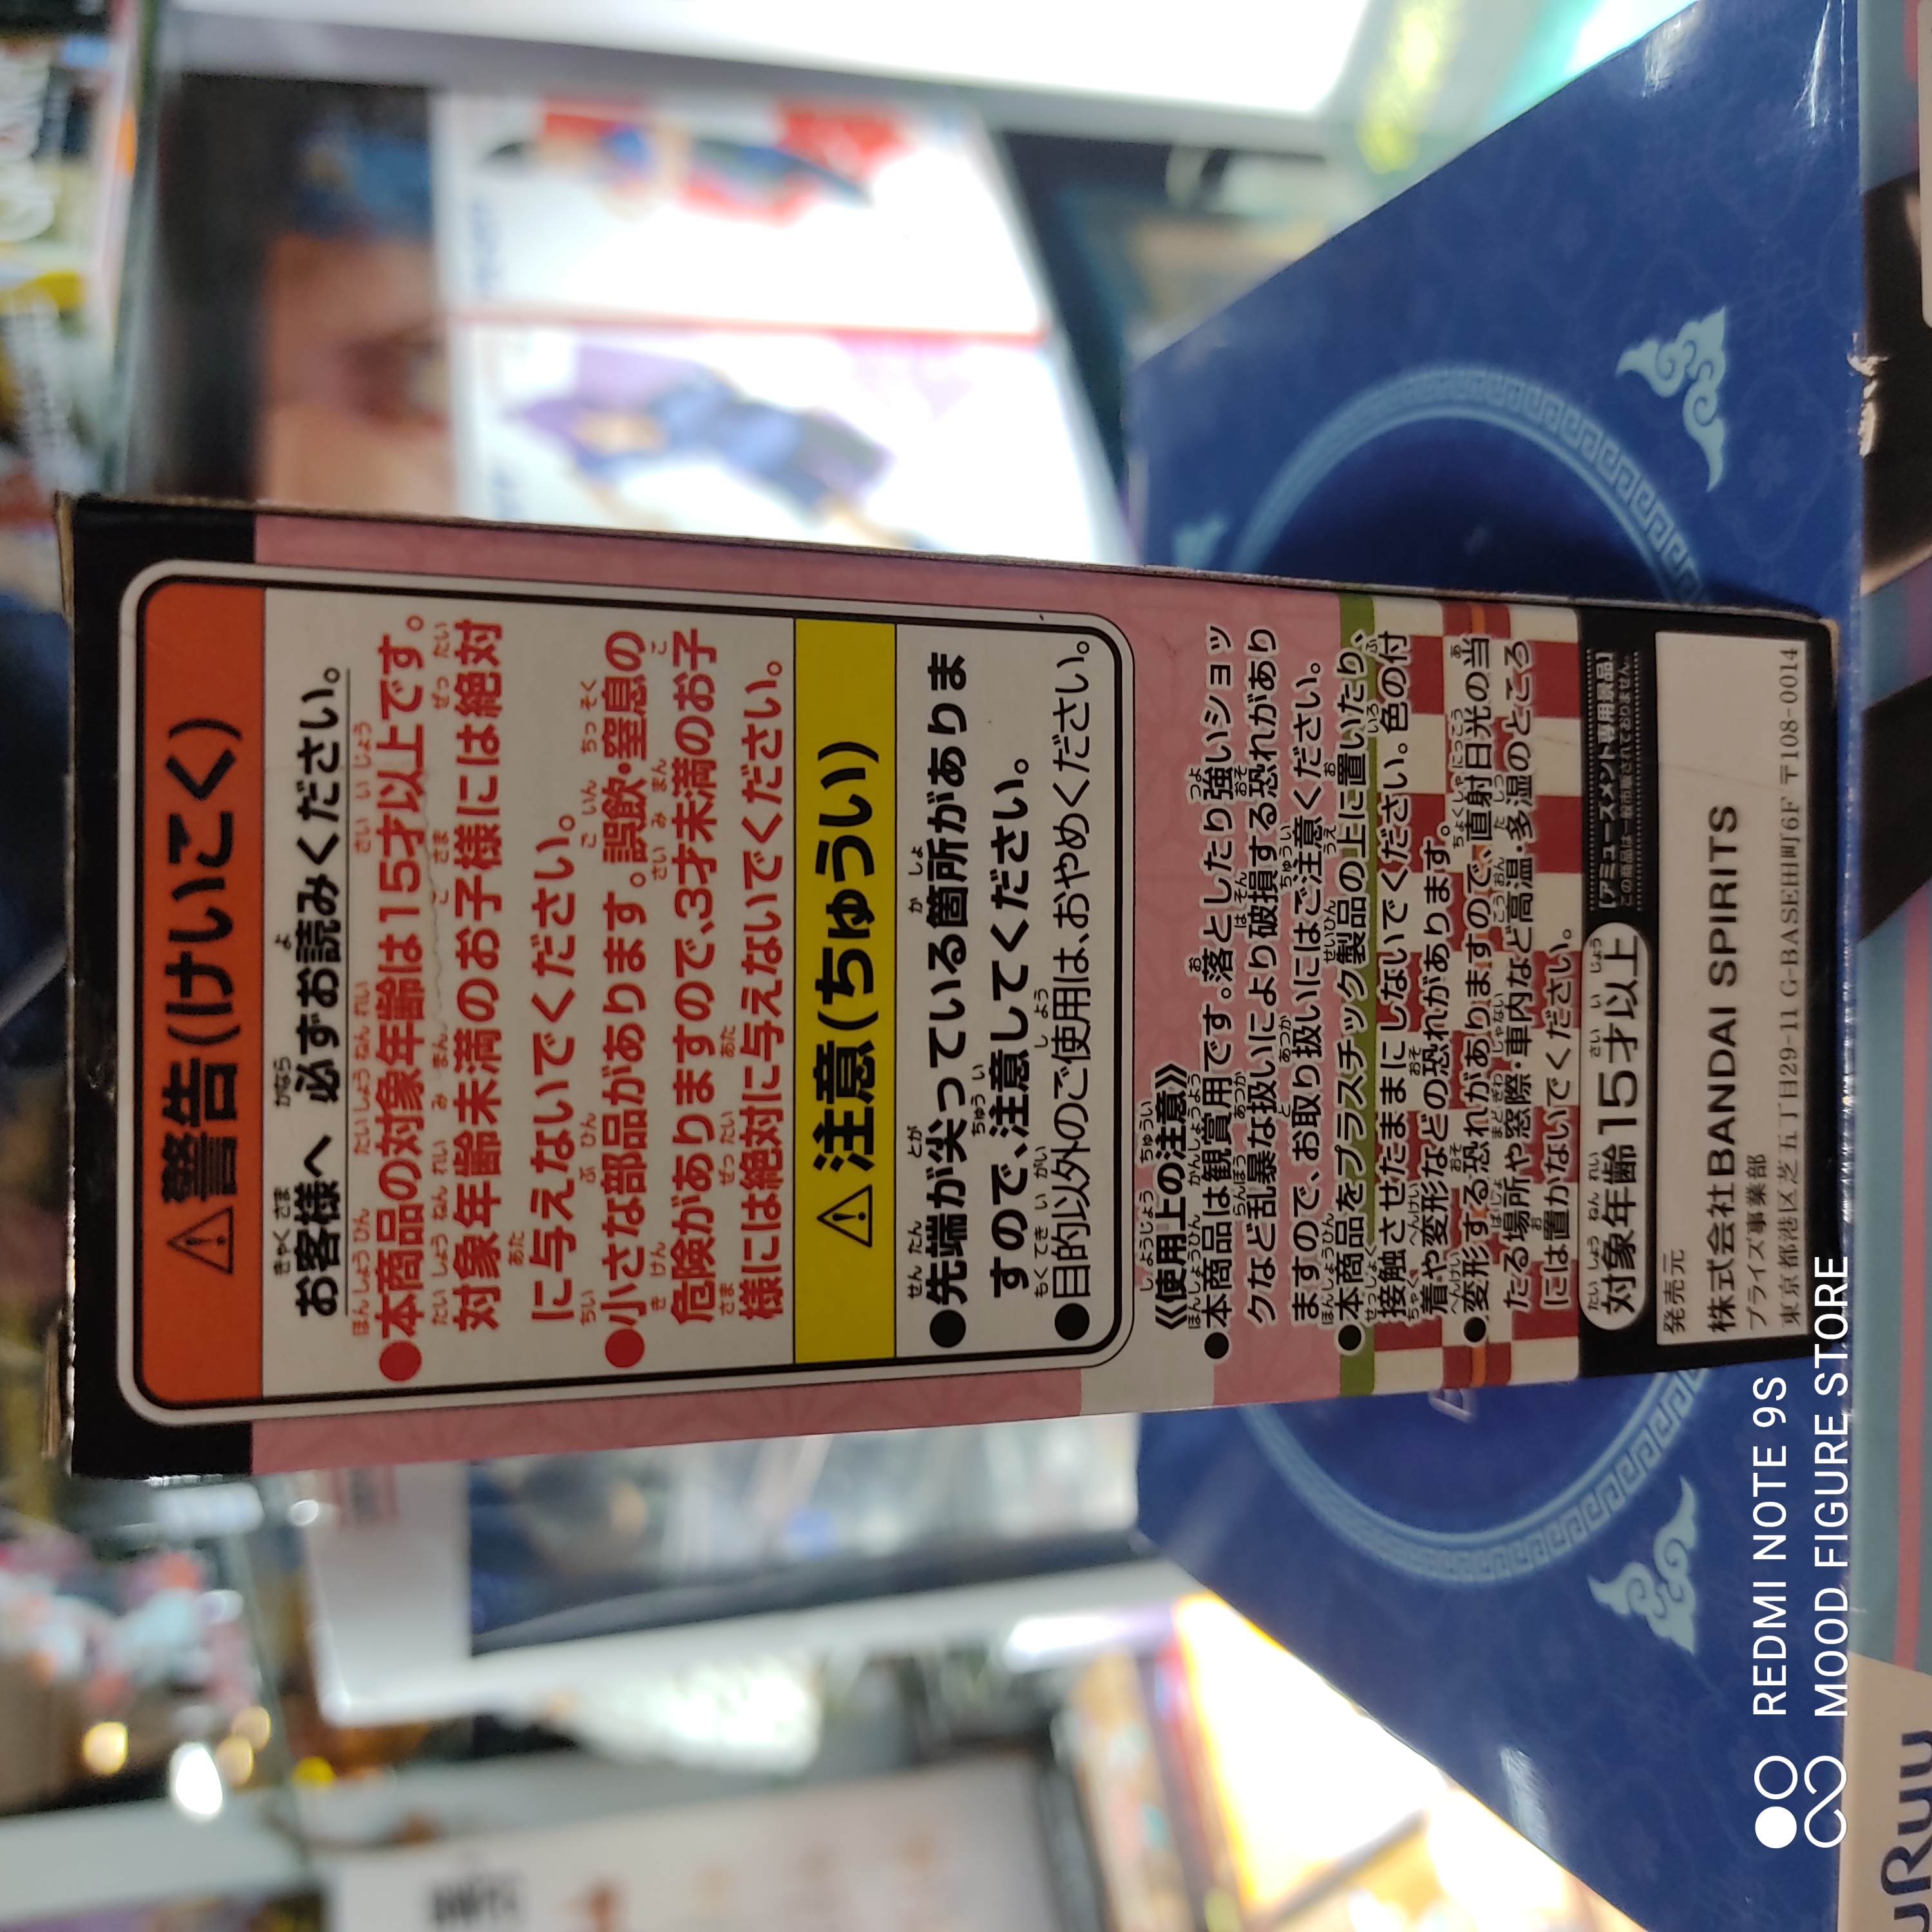 ⚠警告(けいこく)
お客様へ 必ずお読みください。
●本商品の対象年齢は15才以上です。
対象年齢未満のお子様には絶対
に与えないでください。
●小さな部品があります。誤飲・窒息の
危険がありますので、3才未満のお子
様には絶対に与えないでください。
⚠注意(ちゅうい)
●先端が尖っている箇所がありま
すので、注意してください。
●目的以外のご使用は、おやめください。
《使用上の注意》
●本商品は観賞用です。落としたり強いショッ
クなど乱暴な扱いにより破損する恐れがあり
ますので、お取り扱いにはご注意ください。
●本商品をプラスチック製品の上に置いたり、
接触させたままにしないでください。色の付
着や変形などの恐れがあります。
●変形する恐れがありますので、直射日光の当
たる場所や窓際・車内など高温・多湿のところ
には置かないでください。
対象年齢15才以上
[アミューズメント専用景品]
この商品は一般市販されておりません。
発売元
株式会社BANDAI SPIRITS
プライズ事業部
東京都港区芝五丁目29-11 G-BASE田町6F 〒108-0014
REDMI NOTE 9S
MOOD FIGURE STORE